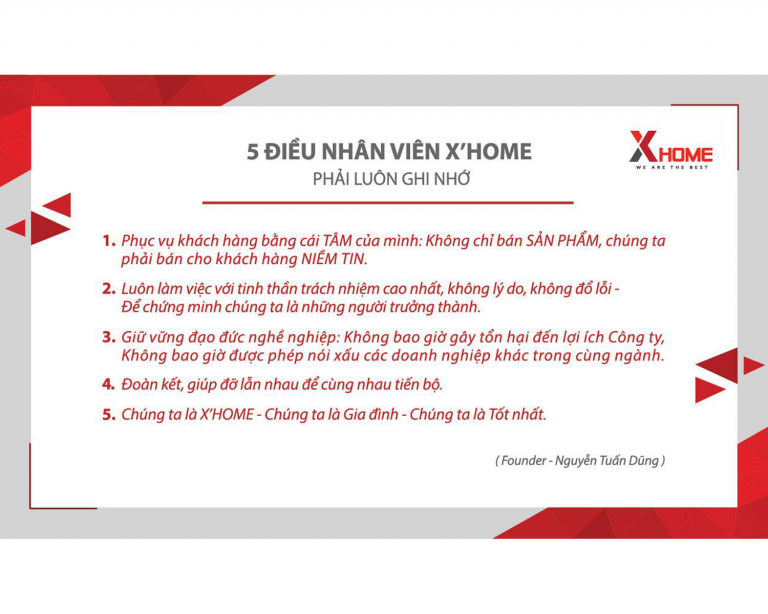 5 ĐIỀU NHÂN VIÊN X'HOME
PHẢI LUÔN GHI NHỚ
XHOME
WE ARE THE BEST
1. Phục vụ khách hàng bằng cái TÂM của mình: Không chỉ bán SẢN PHẨM, chúng ta
phải bán cho khách hàng NIỀM TIN.
2. Luôn làm việc với tinh thần trách nhiệm cao nhất, không lý do, không đổ lỗi -
Để chứng minh chúng ta là những người trưởng thành.
3. Giữ vững đạo đức nghề nghiệp: Không bao giờ gây tổn hại đến lợi ích Công ty,
Không bao giờ được phép nói xấu các doanh nghiệp khác trong cùng ngành.
4. Đoàn kết, giúp đỡ lẫn nhau để cùng nhau tiến bộ.
5. Chúng ta là X'HOME - Chúng ta là Gia đình - Chúng ta là Tốt nhất.
( Founder - Nguyễn Tuấn Dũng )